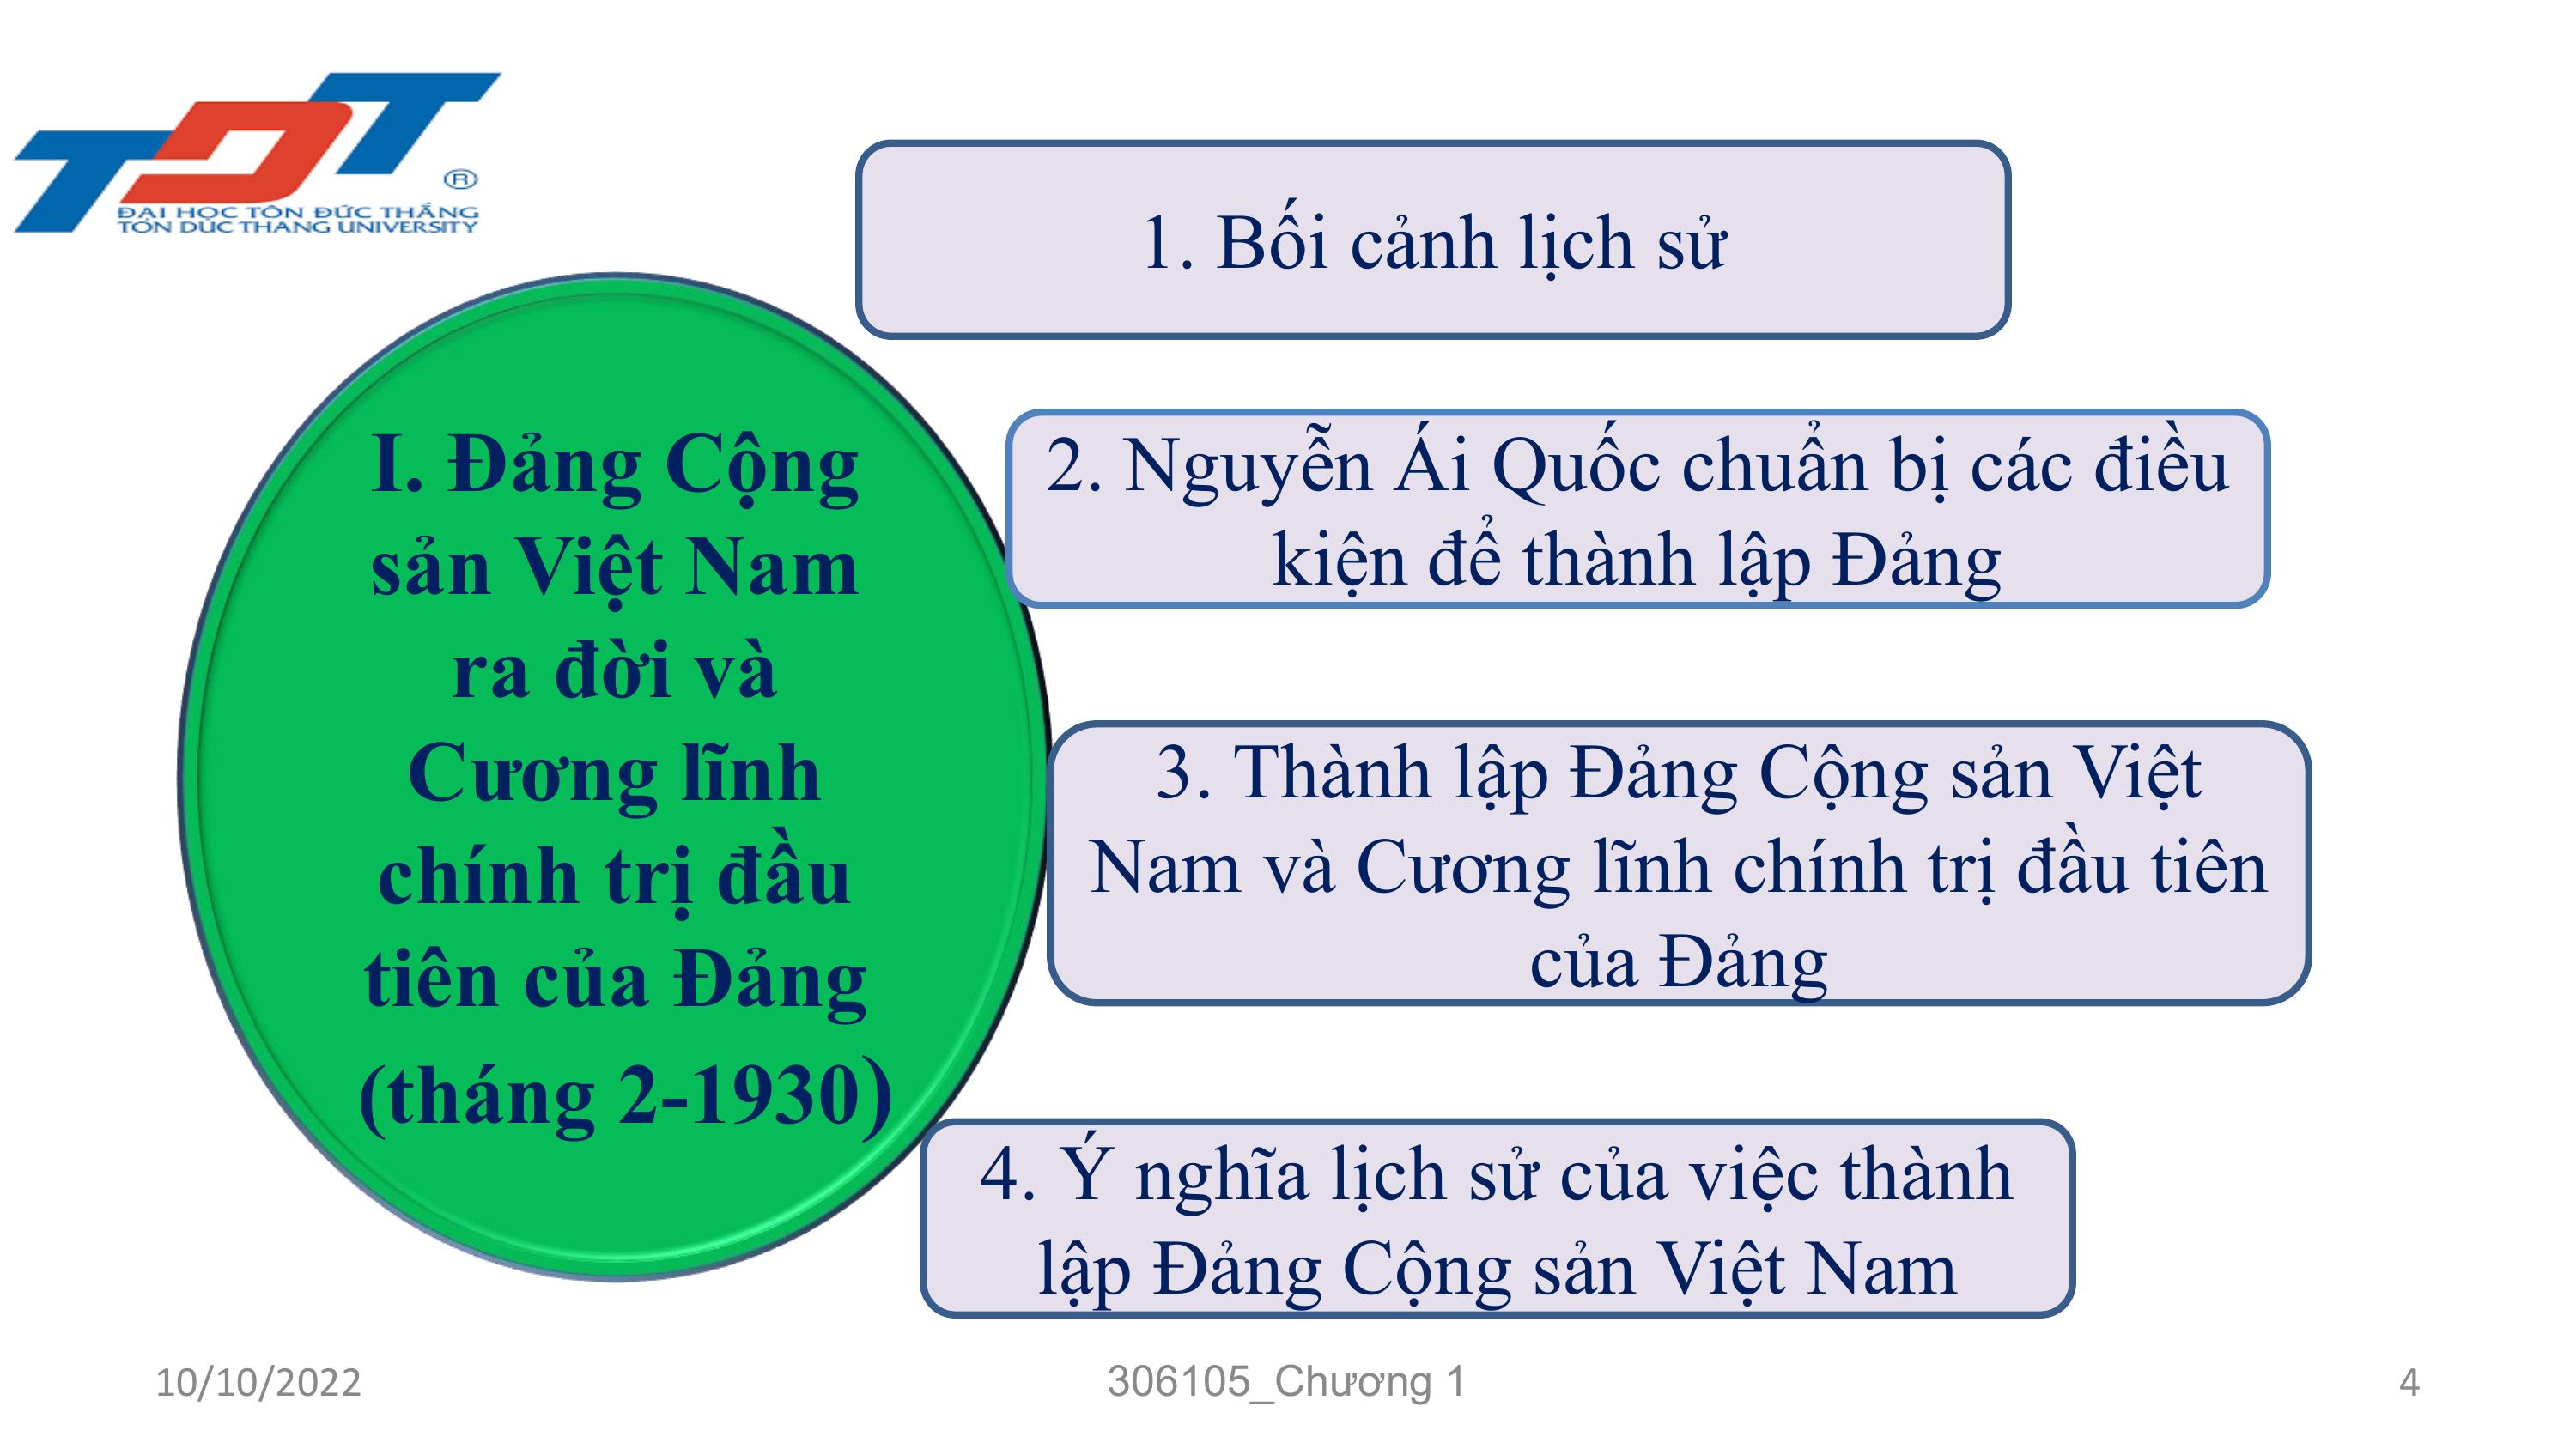 TDT
®
ĐẠI HỌC TÔN ĐỨC THẮNG
TON DUC THANG UNIVERSITY
I. Đảng Cộng
sản Việt Nam
ra đời và
Cương lĩnh
chính trị đầu
tiên của Đảng
(tháng 2-1930)
1. Bối cảnh lịch sử
2. Nguyễn Ái Quốc chuẩn bị các điều
kiện để thành lập Đảng
3. Thành lập Đảng Cộng sản Việt
Nam và Cương lĩnh chính trị đầu tiên
của Đảng
4. Ý nghĩa lịch sử của việc thành
lập Đảng Cộng sản Việt Nam
10/10/2022
306105_Chương 1
4